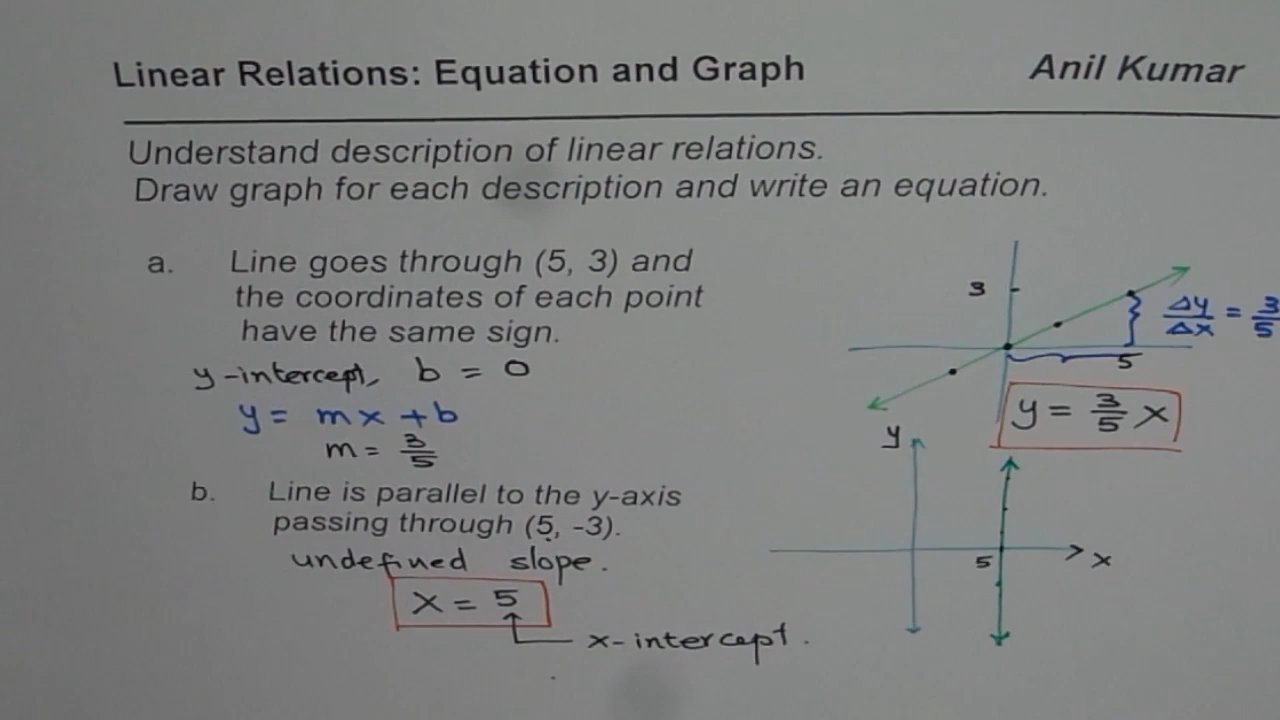 Linear Relations: Equation and Graph Anil Kumar
Understand description of linear relations.
Draw graph for each description and write an equation.
a. Line goes through (5, 3) and
the coordinates of each point
have the same sign.
y-intercept, b = 0
y = mx + b
m = 3/5
3
Δy/Δx = 3/5
5
y = 3/5 x
b. Line is parallel to the y-axis
passing through (5, -3).
undefined slope.
x = 5
x-intercept.
y
5
x